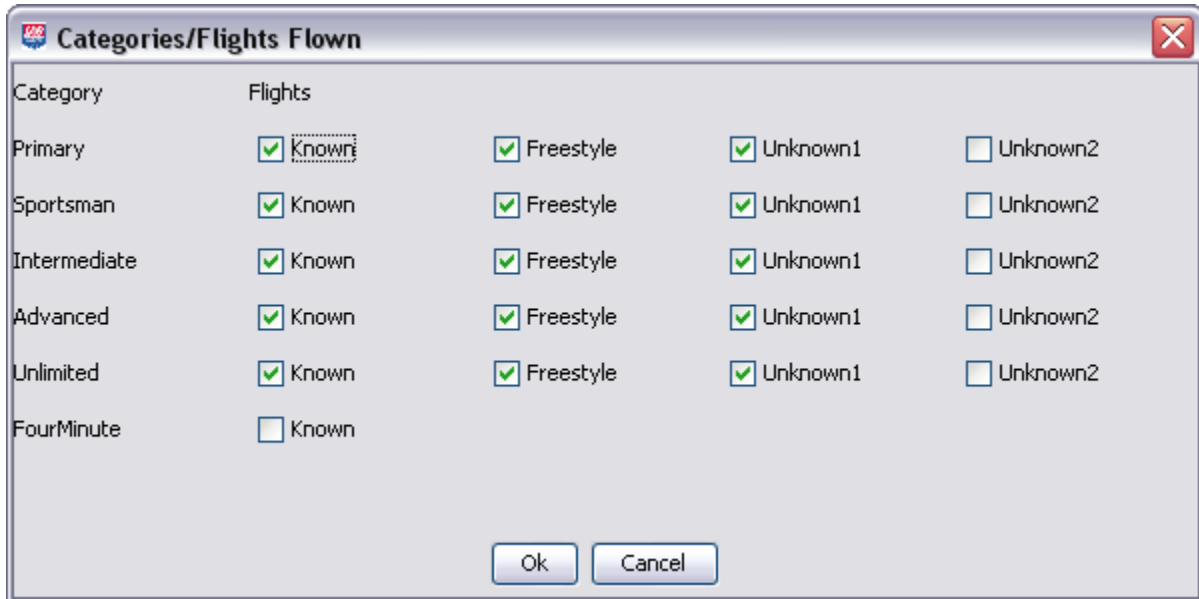 Categories/Flights Flown
Category Flights
Primary Known Freestyle Unknown1 Unknown2
Sportsman Known Freestyle Unknown1 Unknown2
Intermediate Known Freestyle Unknown1 Unknown2
Advanced Known Freestyle Unknown1 Unknown2
Unlimited Known Freestyle Unknown1 Unknown2
FourMinute Known
Ok Cancel